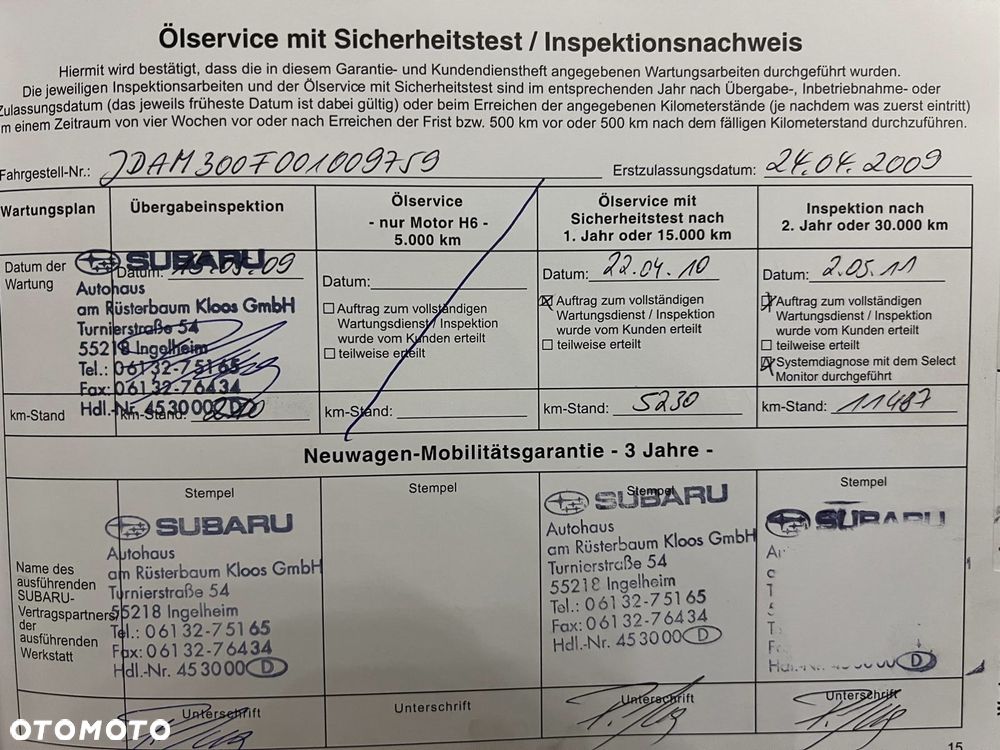 Ölservice mit Sicherheitstest / Inspektionsnachweis
Hiermit wird bestätigt, dass die in diesem Garantie- und Kundendienstheft angegebenen Wartungsarbeiten durchgeführt wurden.
Die jeweiligen Inspektionsarbeiten und der Ölservice mit Sicherheitstest sind im entsprechenden Jahr nach Übergabe-, Inbetriebnahme- oder
Zulassungsdatum (das jeweils früheste Datum ist dabei gültig) oder beim Erreichen der angegebenen Kilometerstände (je nachdem was zuerst eintritt)
m einem Zeitraum von vier Wochen vor oder nach Erreichen der Frist bzw. 500 km vor oder 500 km nach dem fälligen Kilometerstand durchzuführen.
Fahrgestell-Nr.: JDAM300F001009759 Erstzulassungsdatum: 24.04.2009
Wartungsplan
Übergabeinspektion
Ölservice
- nur Motor H6 -
5.000 km
Ölservice mit
Sicherheitstest nach
1. Jahr oder 15.000 km
Inspektion nach
2. Jahr oder 30.000 km
Datum der
Wartung
SUBARU
Datum:
Autohaus
am Rüsterbaum Kloos GmbH
Turnierstraße 54
55218 Ingelheim
Tel.: 06132-75165
Fax: 06132-76434
Hdl.-Nr. 453000 D
Datum:
Auftrag zum vollständigen
Wartungsdienst / Inspektion
wurde vom Kunden erteilt
teilweise erteilt
Datum: 22.04.10
Auftrag zum vollständigen
Wartungsdienst / Inspektion
wurde vom Kunden erteilt
teilweise erteilt
Datum: 2.05.11
Auftrag zum vollständigen
Wartungsdienst / Inspektion
wurde vom Kunden erteilt
teilweise erteilt
Systemdiagnose mit dem Select
Monitor durchgeführt
km-Stand
km-Stand:
km-Stand:
km-Stand: 5230
km-Stand: 11487
Neuwagen-Mobilitätsgarantie - 3 Jahre -
Name des
ausführenden
SUBARU-
Vertragspartners/
der
ausführenden
Werkstatt
Stempel
SUBARU
Autohaus
am Rüsterbaum Kloos GmbH
Turnierstraße 54
55218 Ingelheim
Tel.: 06132-75165
Fax: 06132-76434
Hdl.-Nr. 453000 D
Unterschrift
Stempel
Unterschrift
Stempel
SUBARU
Autohaus
am Rüsterbaum Kloos GmbH
Turnierstraße 54
55218 Ingelheim
Tel.: 06132-75165
Fax: 06132-76434
Hdl.-Nr. 453000 D
Unterschrift
Stempel
SUBARU
D
Unterschrift
15
OTOMOTO